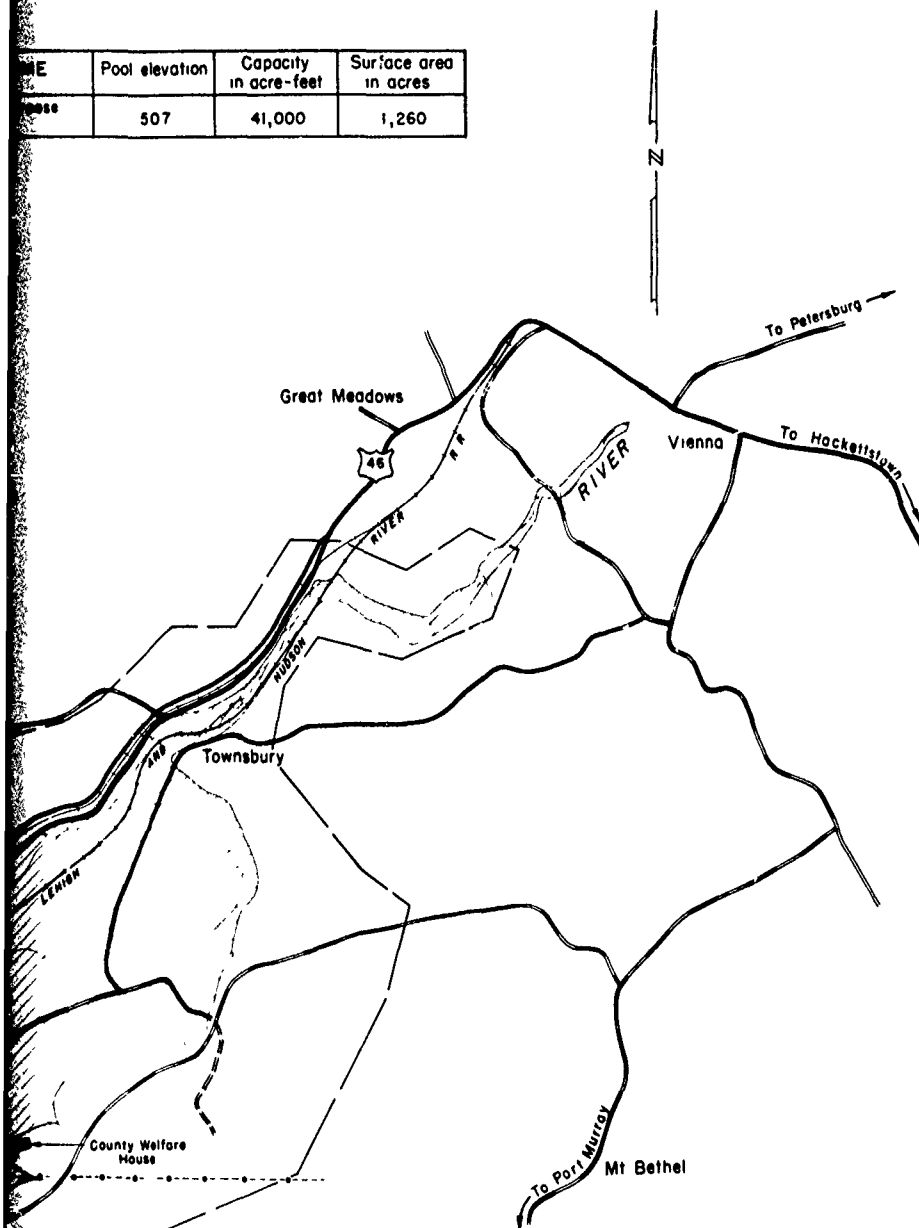 Pool elevation
Capacity
in acre-feet
Surface area
in acres
507
41,000
1,260
N
To Petersburg
Great Meadows
Vienna
To Hackettstown
46
R R
RIVER
RIVER
HUDSON
AND
Townsbury
LEHIGH
County Welfare
House
To Port Murray
Mt Bethel